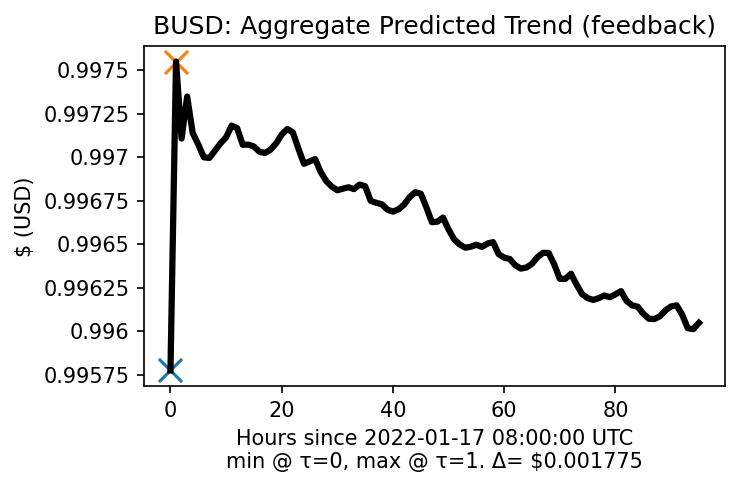 BUSD: Aggregate Predicted Trend (feedback)
0.9975
0.99725
0.997
0.99675
0.9965
0.99625
0.996
0.99575
$ (USD)
0 20 40 60 80
Hours since 2022-01-17 08:00:00 UTC
min @ τ=0, max @ τ=1. Δ= $0.001775